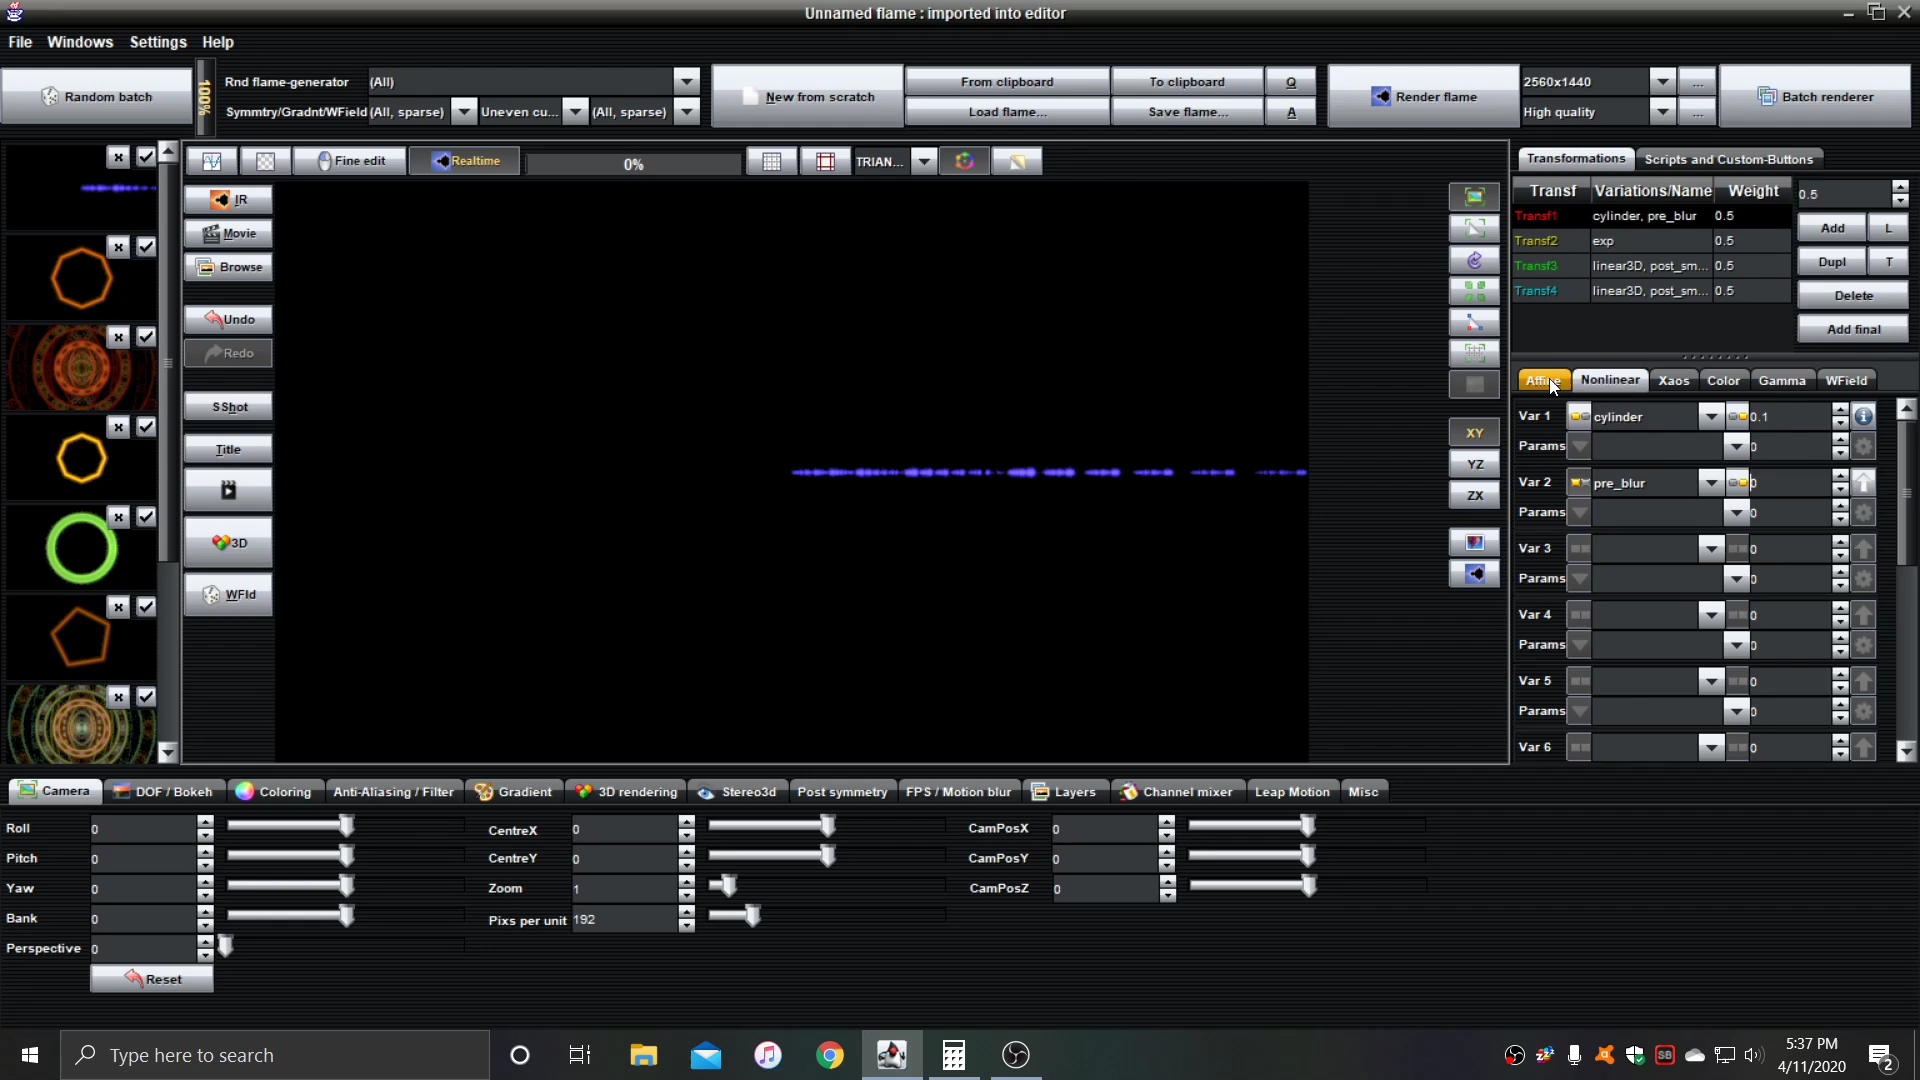 Unnamed flame : imported into editor
File Windows Settings Help
Random batch
100%
Rnd flame-generator (All)
Symmtry/Gradnt/WField (All, sparse) Uneven cu... (All, sparse)
New from scratch
From clipboard To clipboard Q
Load flame... Save flame... A
Render flame
2560x1440 ...
High quality ...
Batch renderer
Fine edit Realtime 0% TRIAN...
IR
Movie
Browse
Undo
Redo
SShot
Title
3D
WFld
XY
YZ
ZX
Transformations Scripts and Custom-Buttons
Transf Variations/Name Weight 0.5
Transf1 cylinder, pre_blur 0.5
Transf2 exp 0.5
Transf3 linear3D, post_sm... 0.5
Transf4 linear3D, post_sm... 0.5
Add L
Dupl T
Delete
Add final
Affine Nonlinear Xaos Color Gamma WField
Var 1 cylinder 0.1
Params 0
Var 2 pre_blur 0
Params 0
Var 3 0
Params 0
Var 4 0
Params 0
Var 5 0
Params 0
Var 6 0
Camera DOF / Bokeh Coloring Anti-Aliasing / Filter Gradient 3D rendering Stereo3d Post symmetry FPS / Motion blur Layers Channel mixer Leap Motion Misc
Roll 0 CentreX 0 CamPosX 0
Pitch 0 CentreY 0 CamPosY 0
Yaw 0 Zoom 1 CamPosZ 0
Bank 0 Pixs per unit 192
Perspective 0
Reset
Type here to search
SB
5:37 PM
4/11/2020
2